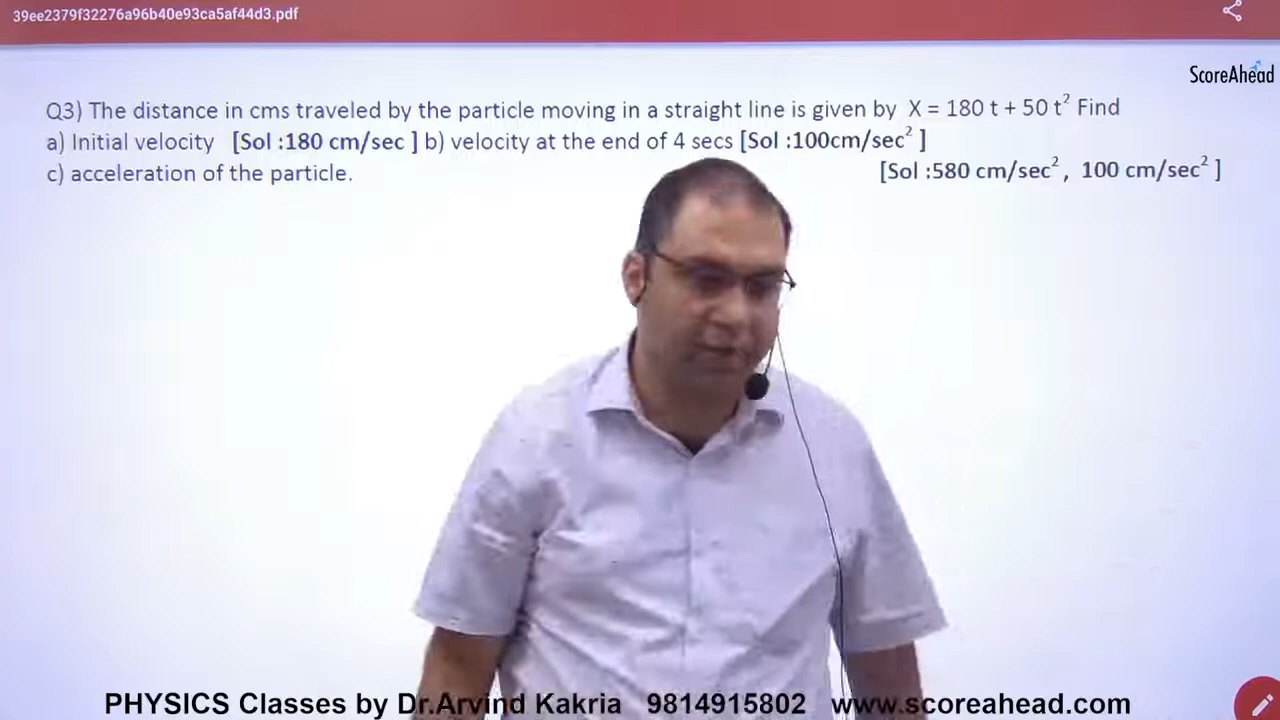 39ee2379f32276a96b40e93ca5af44d3.pdf
ScoreAhead
Q3) The distance in cms traveled by the particle moving in a straight line is given by X = 180 t + 50 t² Find
a) Initial velocity [Sol :180 cm/sec ] b) velocity at the end of 4 secs [Sol :100cm/sec² ]
c) acceleration of the particle. [Sol :580 cm/sec² , 100 cm/sec² ]
PHYSICS Classes by Dr.Arvind Kakria 9814915802 www.scoreahead.com